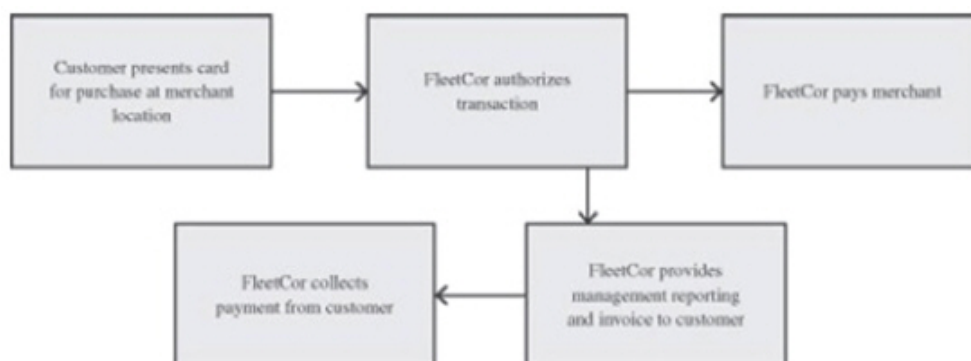 Customer presents card
for purchase at merchant
location
FleetCor authorizes
transaction
FleetCor pays merchant
FleetCor collects
payment from customer
FleetCor provides
management reporting
and invoice to customer